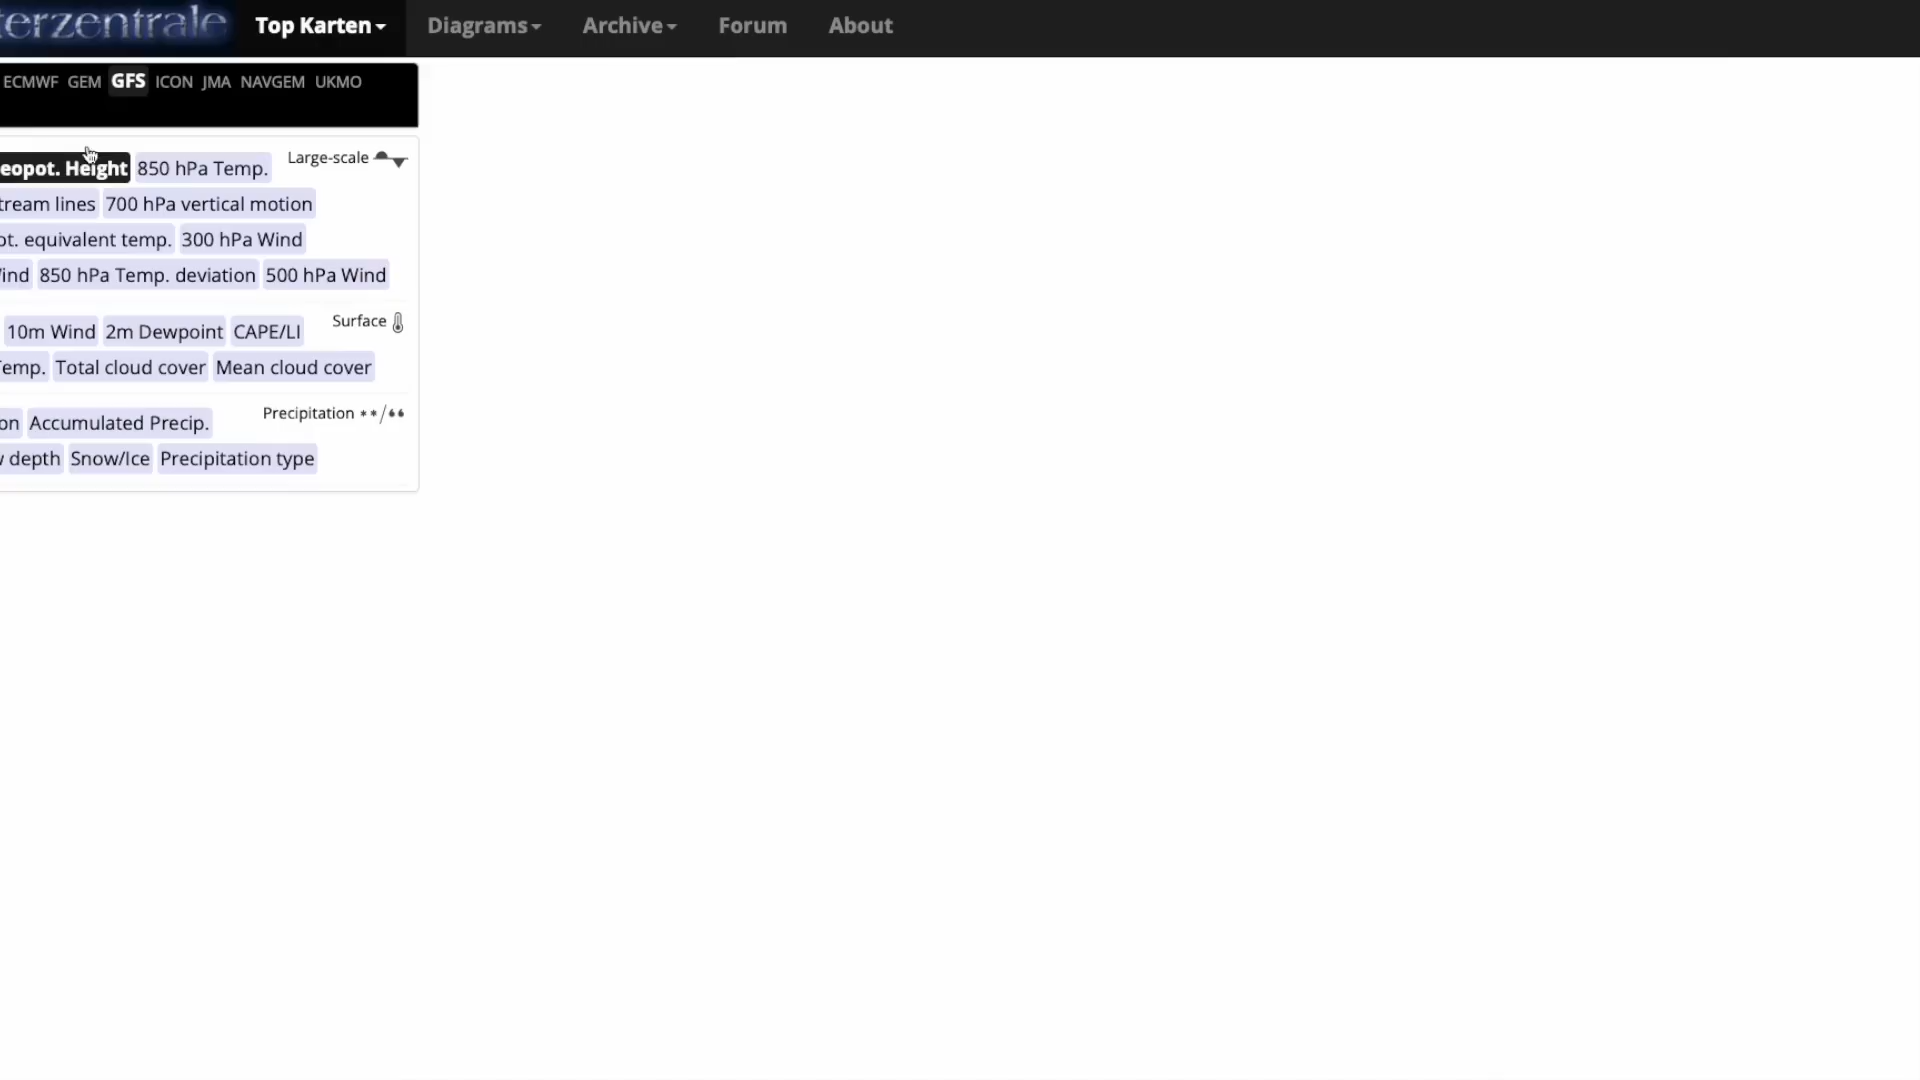 terzentrale Top Karten Diagrams Archive Forum About
ECMWF GEM GFS ICON JMA NAVGEM UKMO
eopot. Height 850 hPa Temp. Large-scale
tream lines 700 hPa vertical motion
ot. equivalent temp. 300 hPa Wind
ind 850 hPa Temp. deviation 500 hPa Wind
Surface
10m Wind 2m Dewpoint CAPE/LI
emp. Total cloud cover Mean cloud cover
Precipitation **/
on Accumulated Precip.
depth Snow/Ice Precipitation type